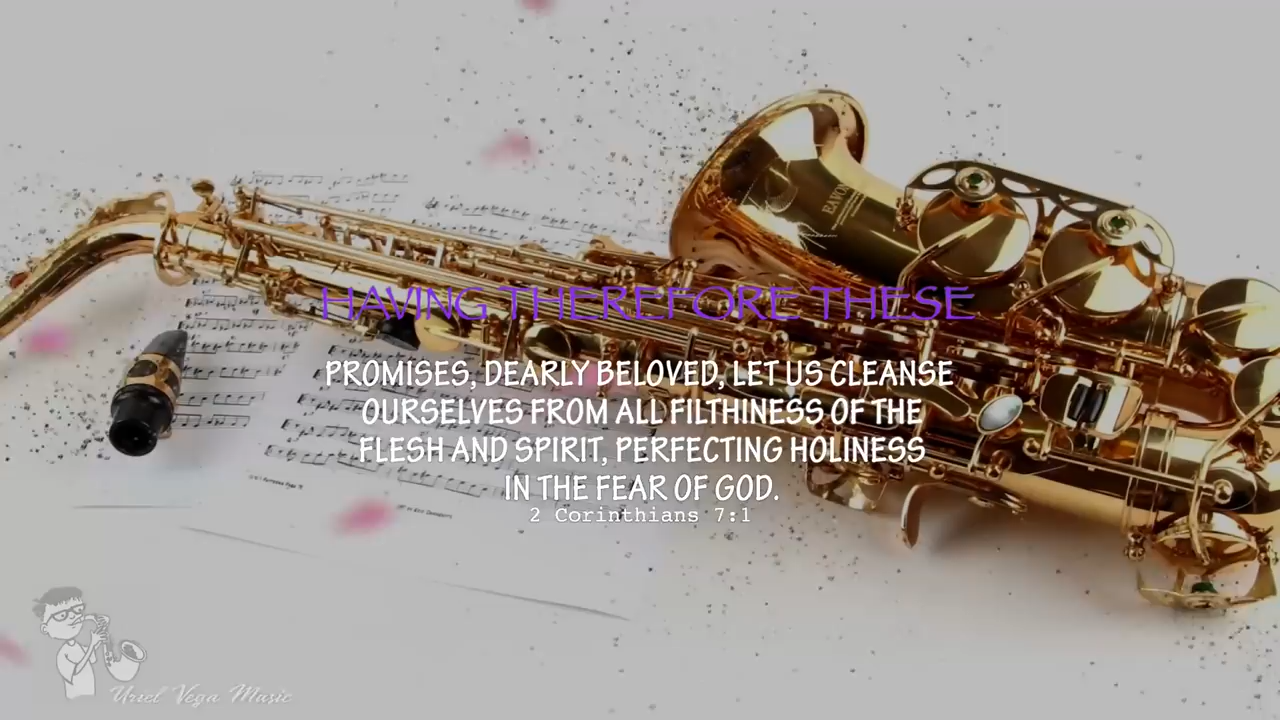 HAVING THEREFORE THESE
PROMISES, DEARLY BELOVED, LET US CLEANSE
OURSELVES FROM ALL FILTHINESS OF THE
FLESH AND SPIRIT, PERFECTING HOLINESS
IN THE FEAR OF GOD.
2 Corinthians 7:1
Uriel Vega Music